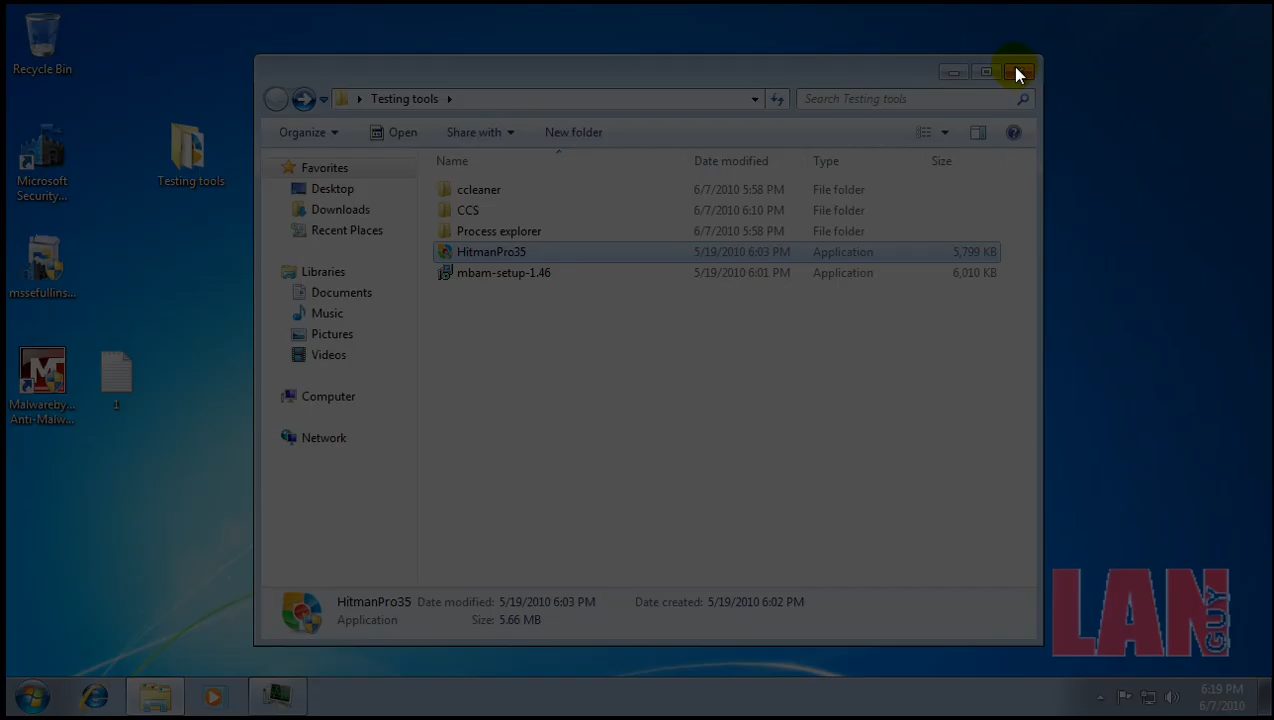 Recycle Bin
Microsoft
Security...
Testing tools
mssefullins...
Malwareby...
Anti-Malw...
1
Testing tools
Search Testing tools
Organize
Open
Share with
New folder
Favorites
Desktop
Downloads
Recent Places
Libraries
Documents
Music
Pictures
Videos
Computer
Network
Name Date modified Type Size
ccleaner 6/7/2010 5:58 PM File folder
CCS 6/7/2010 6:10 PM File folder
Process explorer 6/7/2010 5:58 PM File folder
HitmanPro35 5/19/2010 6:03 PM Application 5,799 KB
mbam-setup-1.46 5/19/2010 6:01 PM Application 6,010 KB
HitmanPro35 Date modified: 5/19/2010 6:03 PM Date created: 5/19/2010 6:02 PM
Application Size: 5.66 MB
LAN
GUY
6:19 PM
6/7/2010